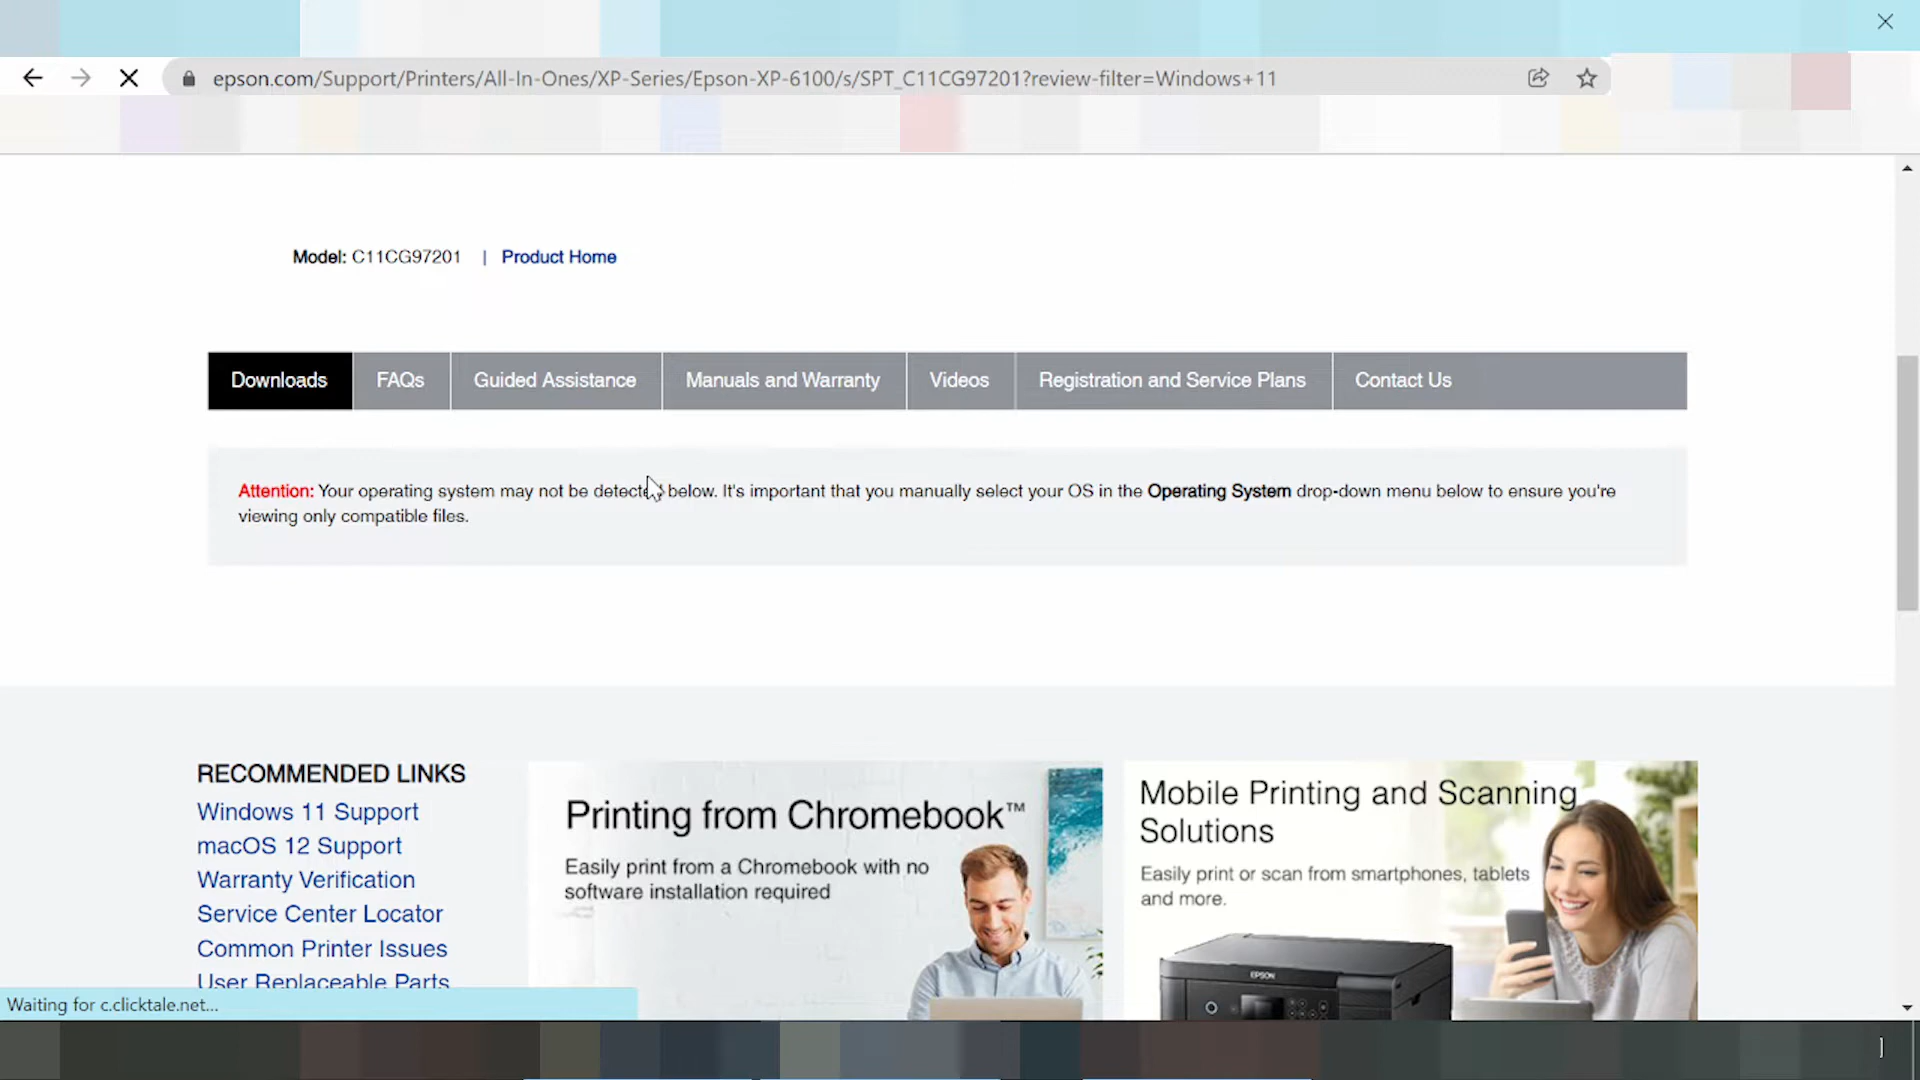 epson.com/Support/Printers/All-In-Ones/XP-Series/Epson-XP-6100/s/SPT_C11CG97201?review-filter=Windows+11
Model: C11CG97201 | Product Home
Downloads FAQs Guided Assistance Manuals and Warranty Videos Registration and Service Plans Contact Us
Attention: Your operating system may not be detected below. It's important that you manually select your OS in the Operating System drop-down menu below to ensure you're
viewing only compatible files.
RECOMMENDED LINKS
Windows 11 Support
macOS 12 Support
Warranty Verification
Service Center Locator
Common Printer Issues
User Replaceable Parts
Printing from Chromebook™
Easily print from a Chromebook with no
software installation required
Mobile Printing and Scanning
Solutions
Easily print or scan from smartphones, tablets
and more.
EPSON
Waiting for c.clicktale.net...